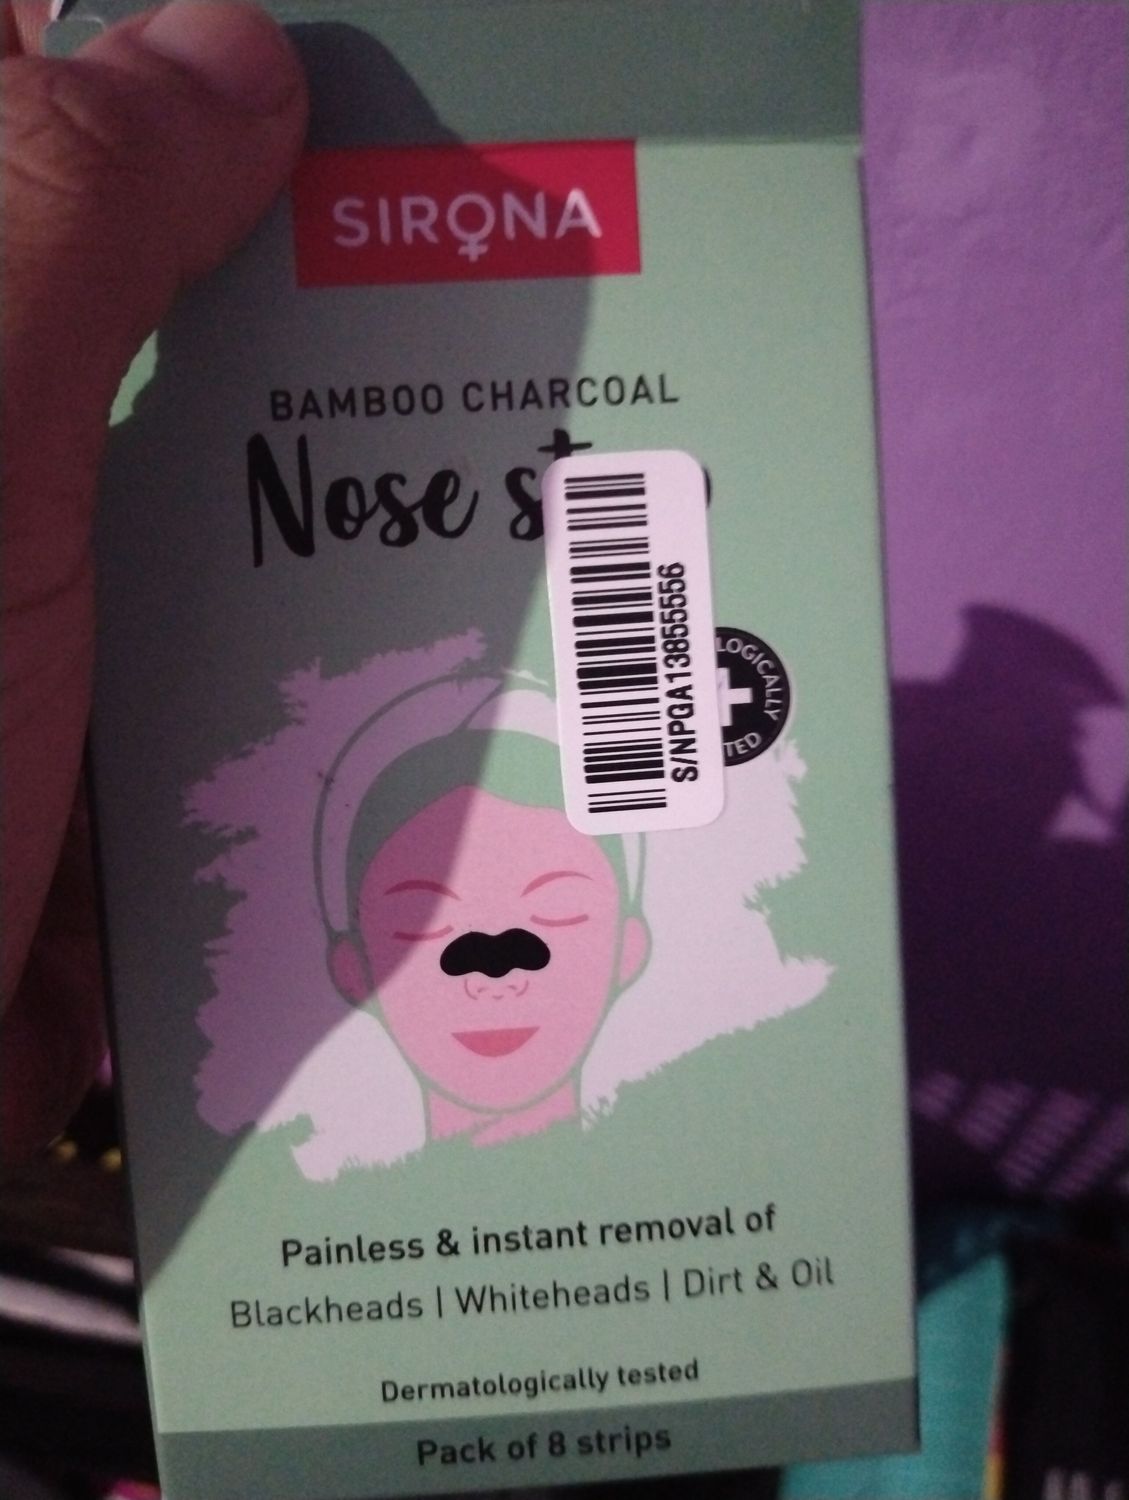 SIRONA
BAMBOO CHARCOAL
Nose
S/NPGA13855556
Painless & instant removal of
Blackheads | Whiteheads | Dirt & Oil
Dermatologically tested
Pack of 8 strips